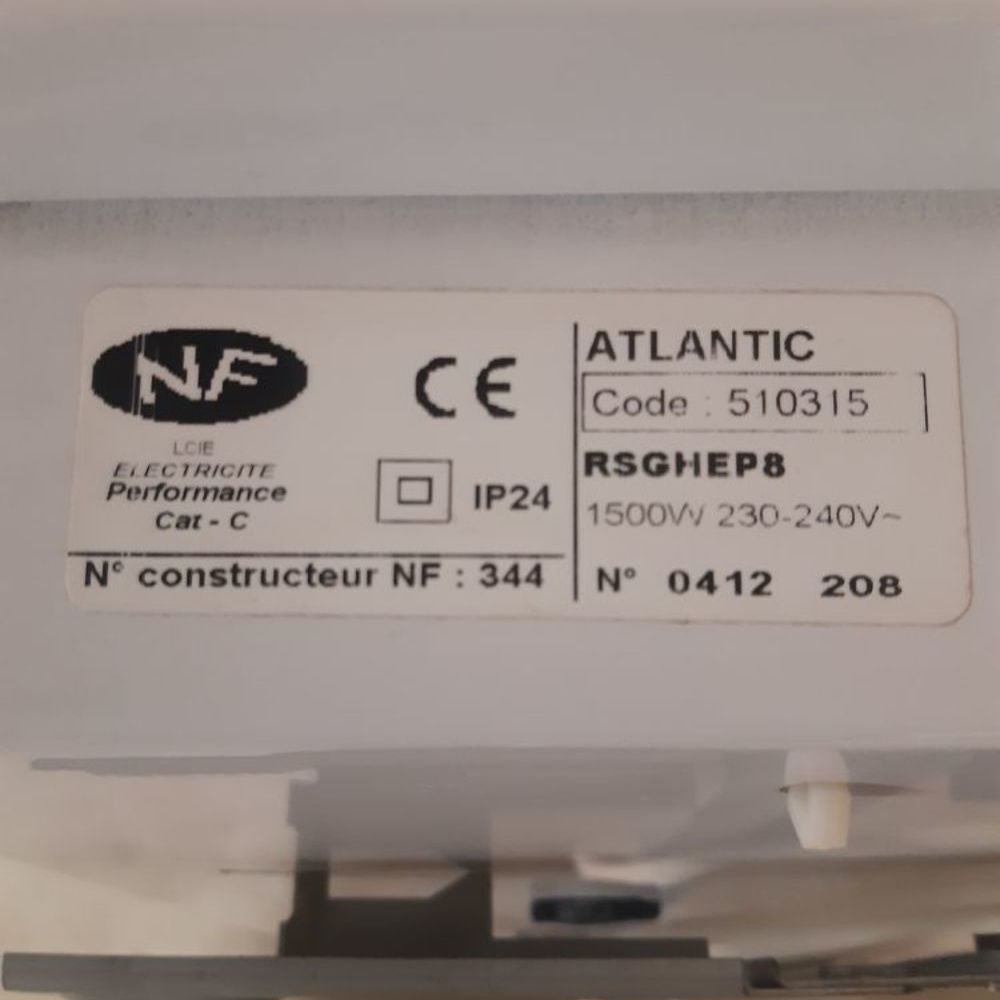 NF
LCIE
ELECTRICITE
Performance
Cat - C
CE
IP24
N° constructeur NF : 344
ATLANTIC
Code : 510315
RSGHEP8
1500W 230-240V~
N° 0412 208